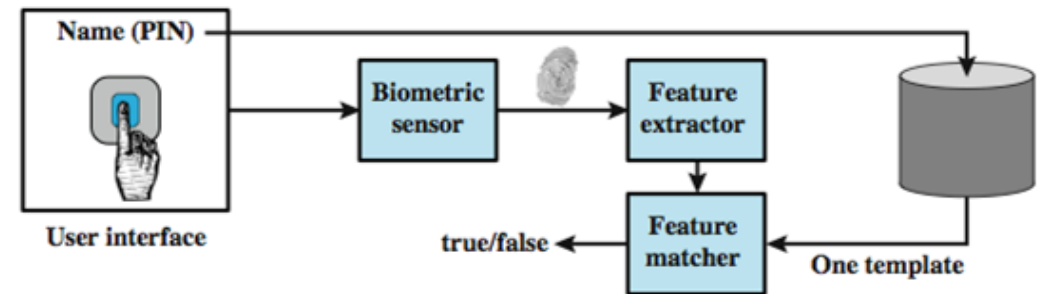 Name (PIN)
Biometric
sensor
Feature
extractor
User interface
true/false
Feature
matcher
One template